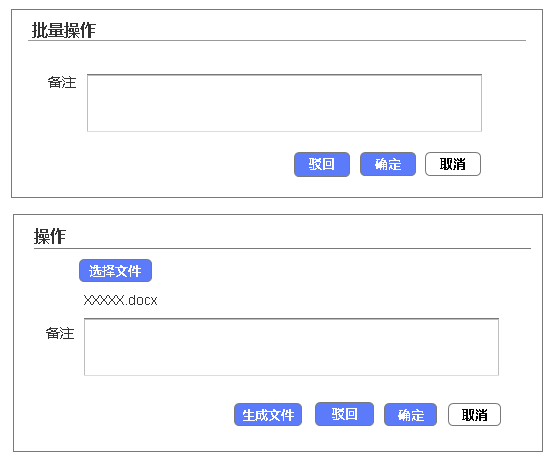 批量操作
备注
驳回 确定 取消
操作
选择文件
XXXXX.docx
备注
生成文件 驳回 确定 取消